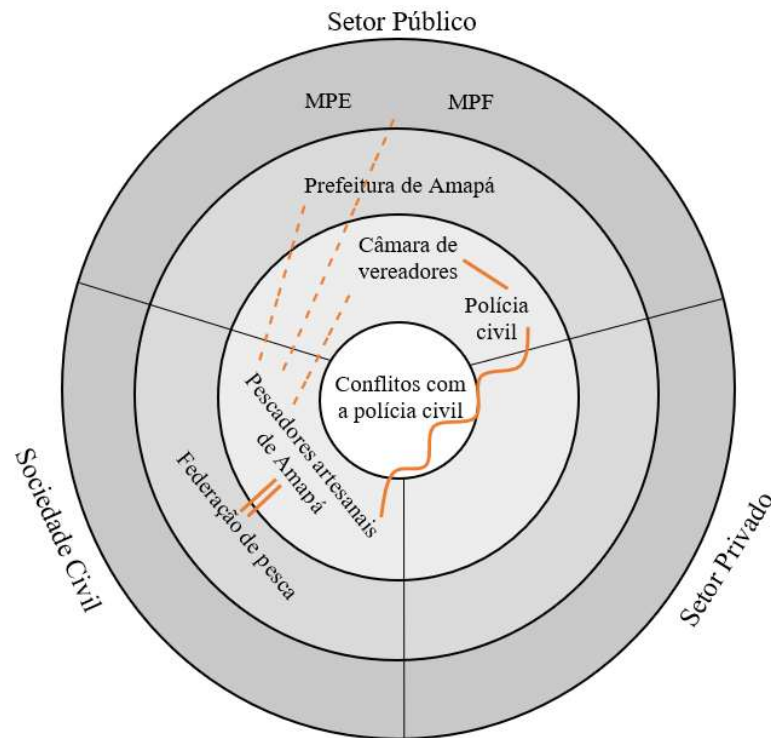 Setor Público
MPE
MPF
Prefeitura de Amapá
Câmara de
vereadores
Polícia
civil
Conflitos com
a polícia civil
Pescadores artesanais
de Amapá
Federação de pesca
Sociedade Civil
Setor Privado